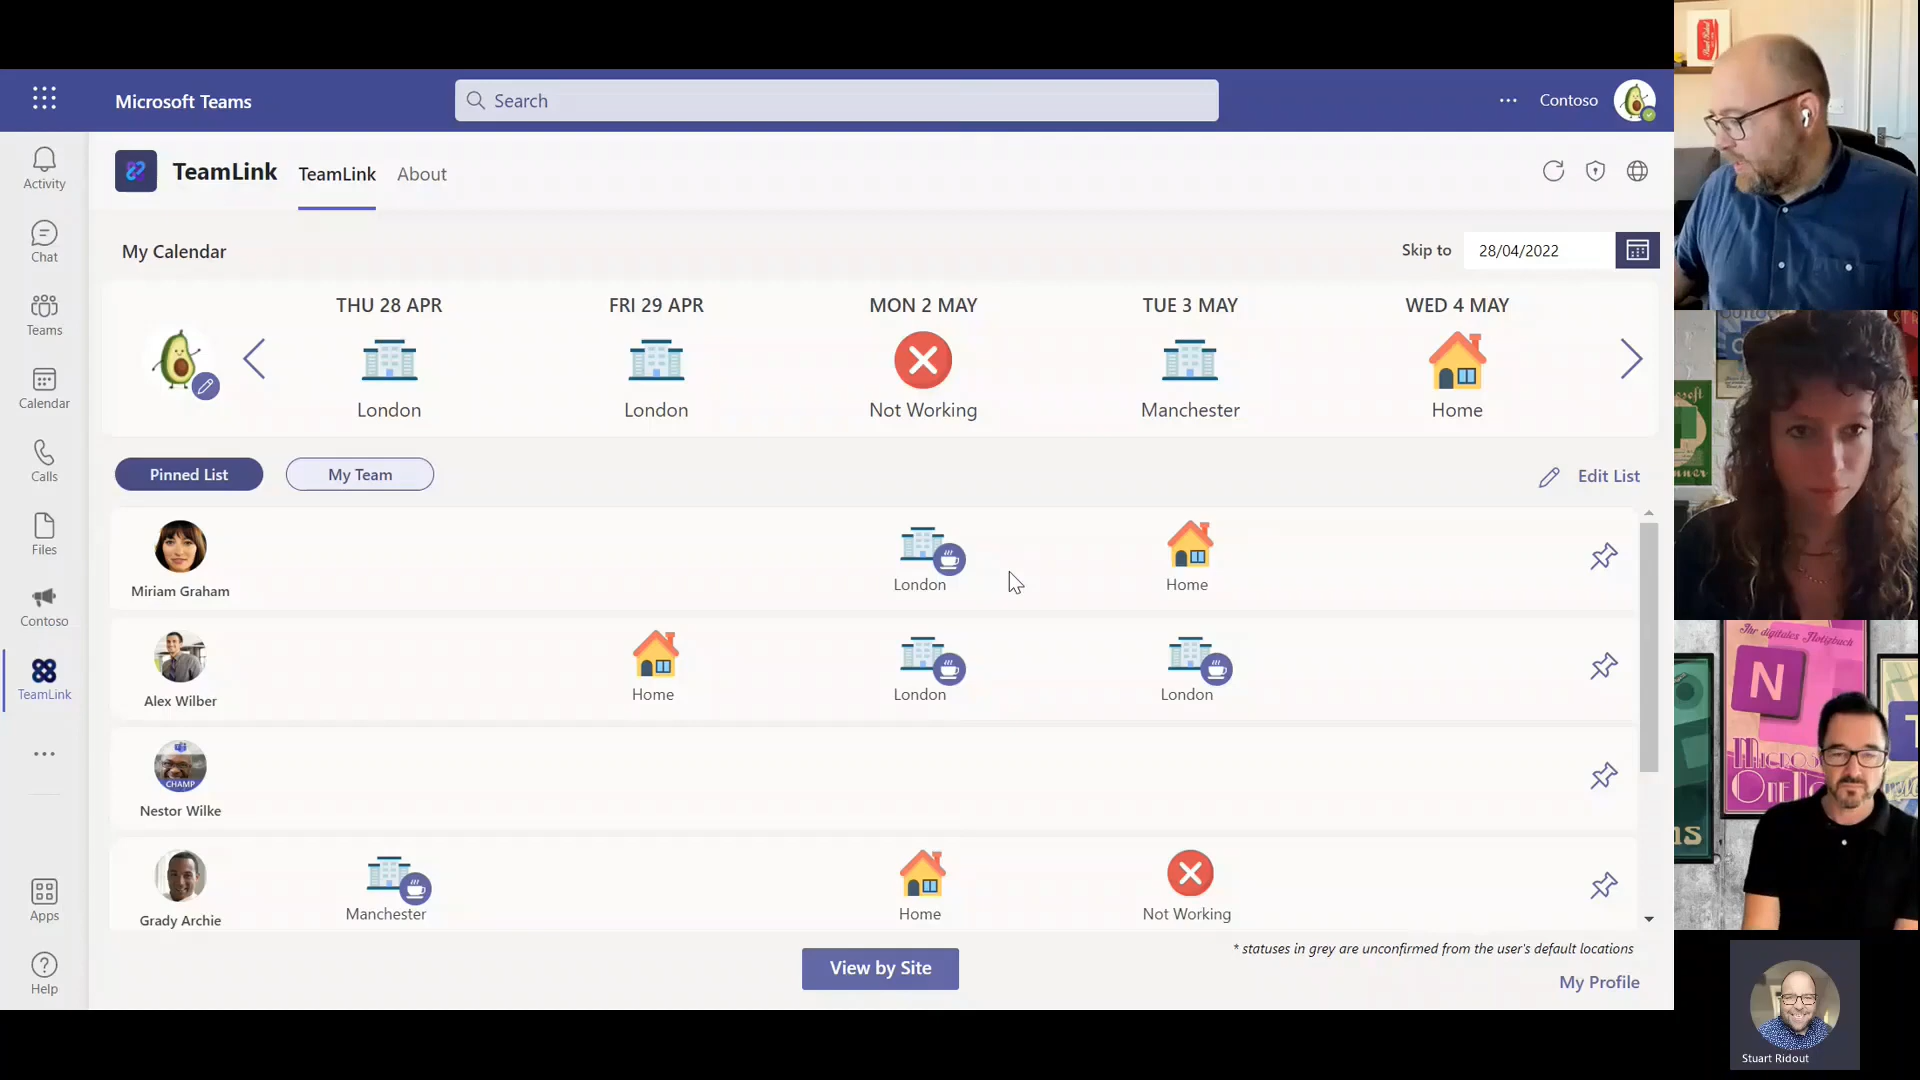 Microsoft Teams
Search
Contoso
Activity
Chat
Teams
Calendar
Calls
Files
Contoso
TeamLink
Apps
Help
TeamLink
TeamLink
About
My Calendar
Skip to
28/04/2022
THU 28 APR
FRI 29 APR
MON 2 MAY
TUE 3 MAY
WED 4 MAY
London
London
Not Working
Manchester
Home
Pinned List
My Team
Edit List
Miriam Graham
London
Home
Alex Wilber
Home
London
London
CHAMP
Nestor Wilke
Grady Archie
Manchester
Home
Not Working
* statuses in grey are unconfirmed from the user's default locations
View by Site
My Profile
Ihr digitales Notizbuch
N
Stuart Ridout